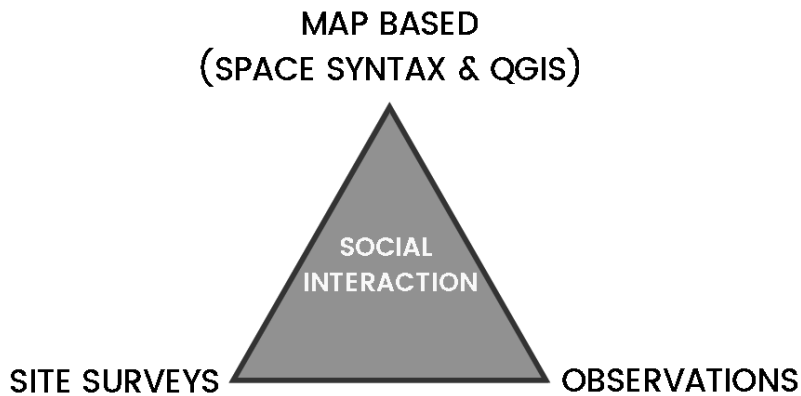 MAP BASED
(SPACE SYNTAX & QGIS)
SOCIAL
INTERACTION
SITE SURVEYS
OBSERVATIONS